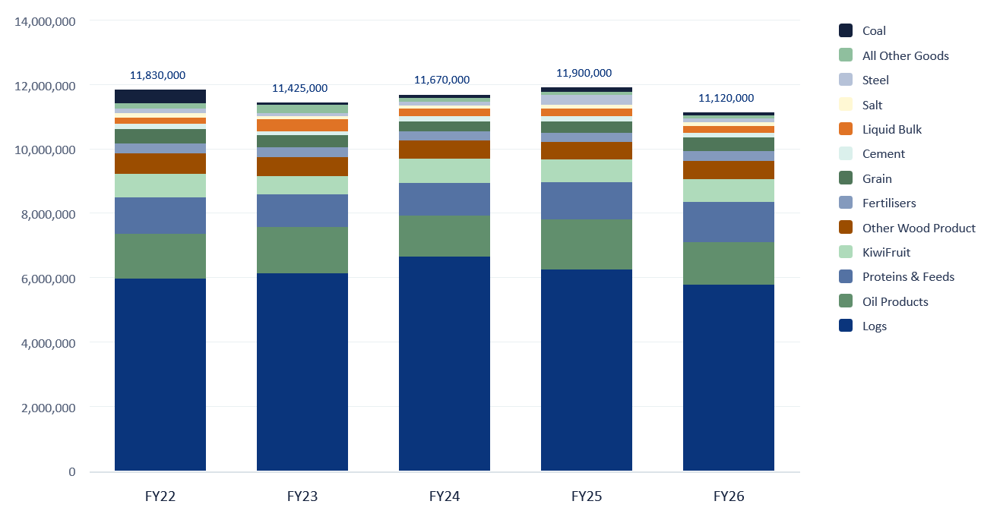 14,000,000
12,000,000
10,000,000
8,000,000
6,000,000
4,000,000
2,000,000
0
11,830,000
11,425,000
11,670,000
11,900,000
11,120,000
FY22
FY23
FY24
FY25
FY26
Coal
All Other Goods
Steel
Salt
Liquid Bulk
Cement
Grain
Fertilisers
Other Wood Product
KiwiFruit
Proteins & Feeds
Oil Products
Logs